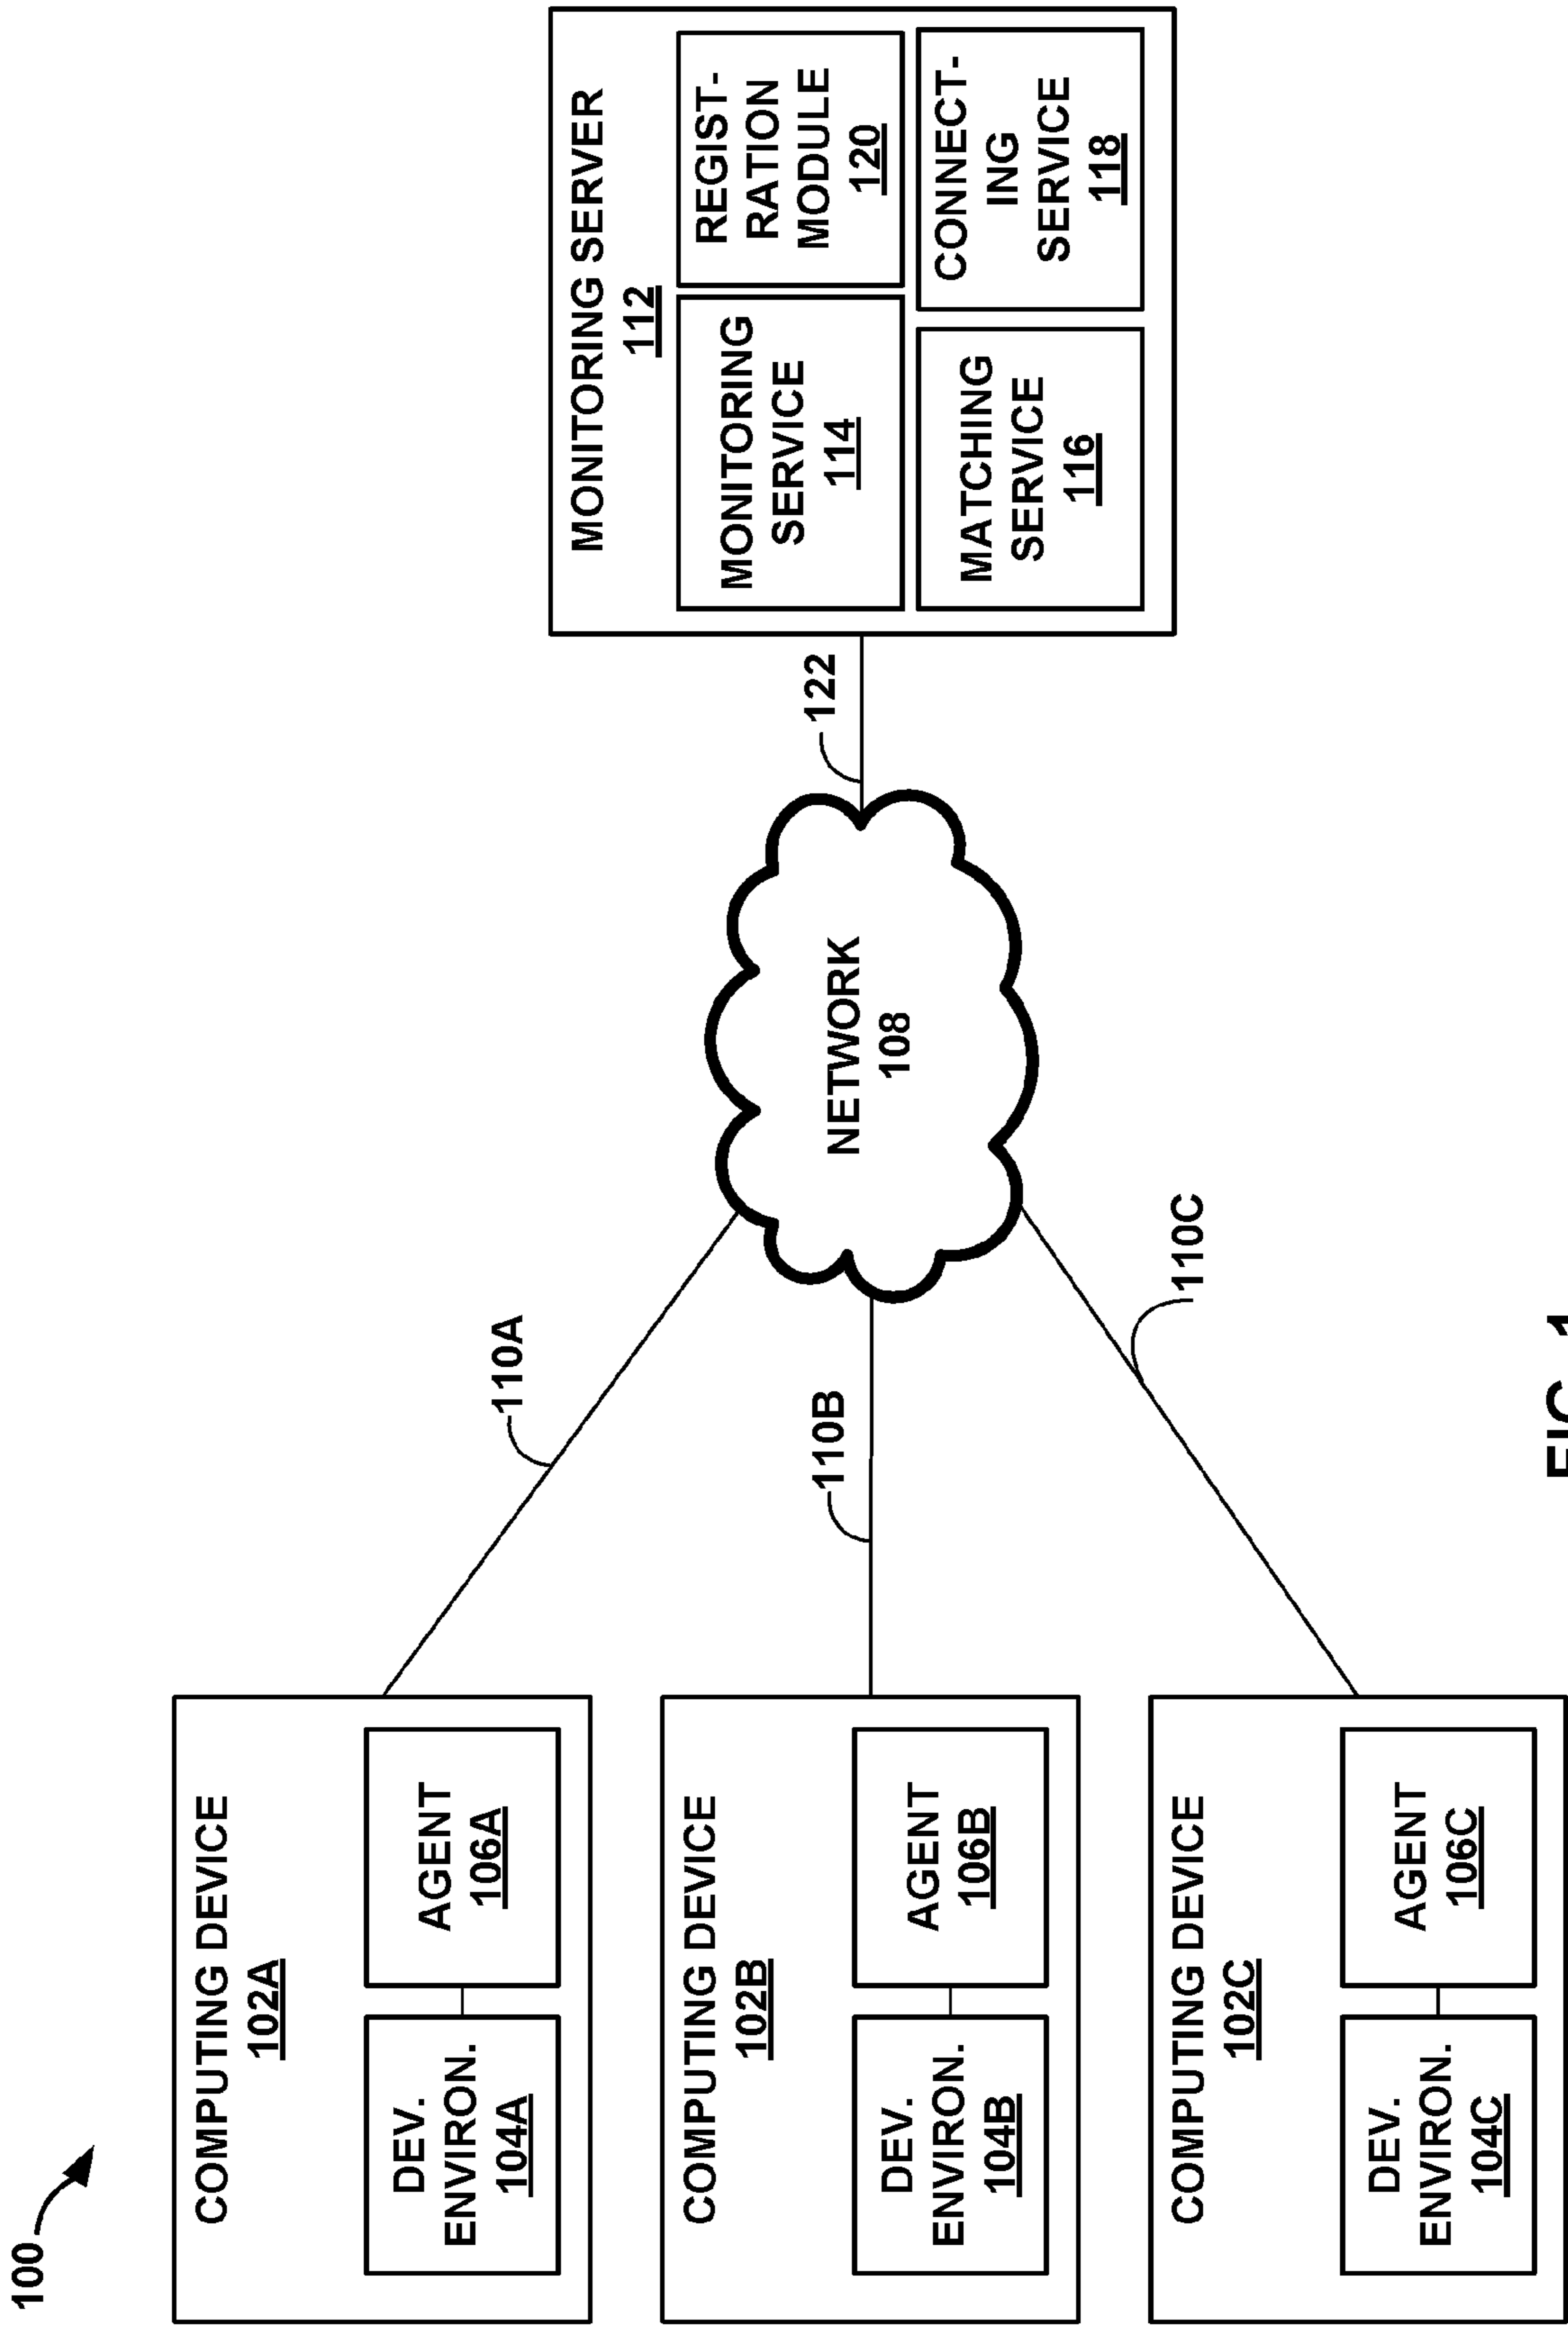 100
COMPUTING DEVICE
102A
DEV.
ENVIRON.
104A
AGENT
106A
COMPUTING DEVICE
102B
DEV.
ENVIRON.
104B
AGENT
106B
COMPUTING DEVICE
102C
DEV.
ENVIRON.
104C
AGENT
106C
110A
110B
110C
NETWORK
108
122
MONITORING SERVER
112
MONITORING
SERVICE
114
REGIST-
RATION
MODULE
120
MATCHING
SERVICE
116
CONNECT-
ING
SERVICE
118